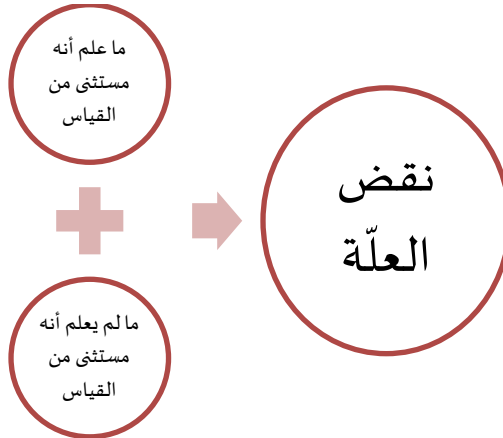 ما علم أنه
مستثنى من
القياس
ما لم يعلم أنه
مستثنى من
القياس
نقض
العلّة